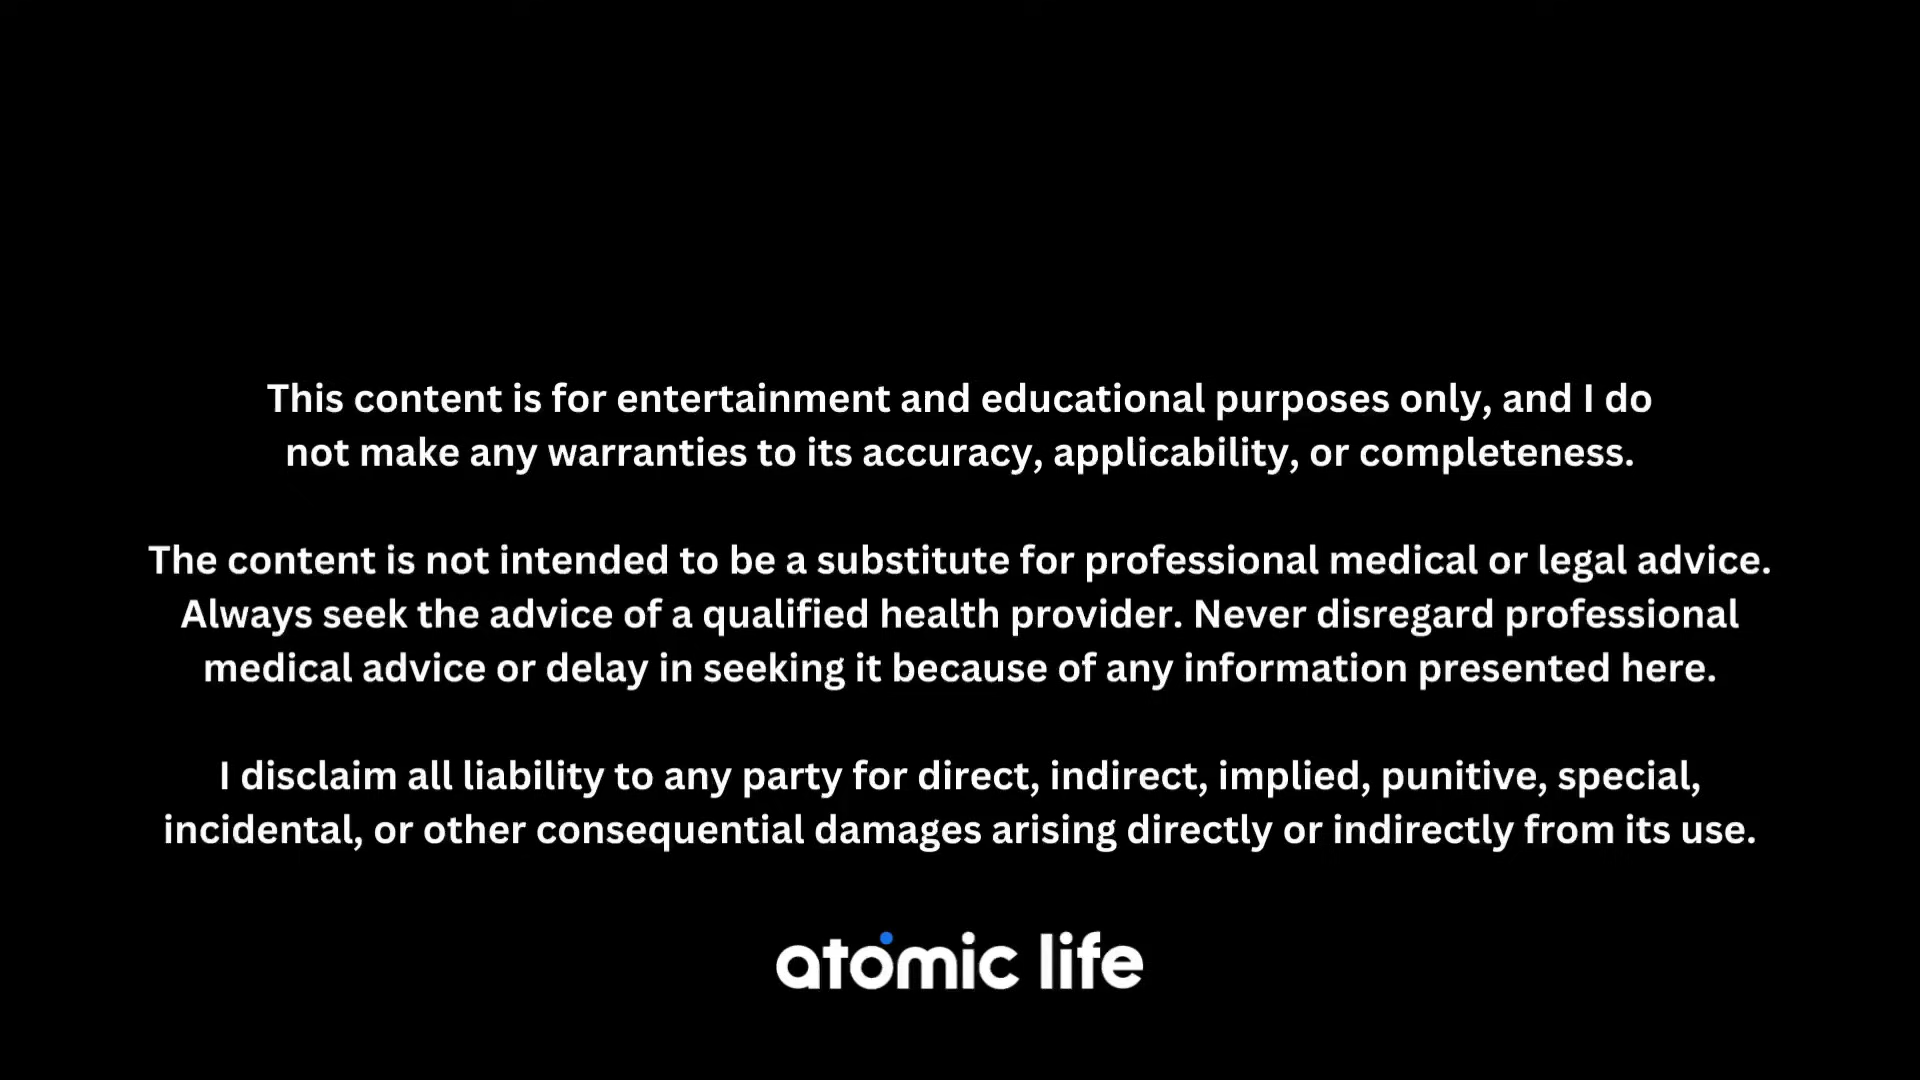 This content is for entertainment and educational purposes only, and I do
not make any warranties to its accuracy, applicability, or completeness.
The content is not intended to be a substitute for professional medical or legal advice.
Always seek the advice of a qualified health provider. Never disregard professional
medical advice or delay in seeking it because of any information presented here.
I disclaim all liability to any party for direct, indirect, implied, punitive, special,
incidental, or other consequential damages arising directly or indirectly from its use.
atomic life